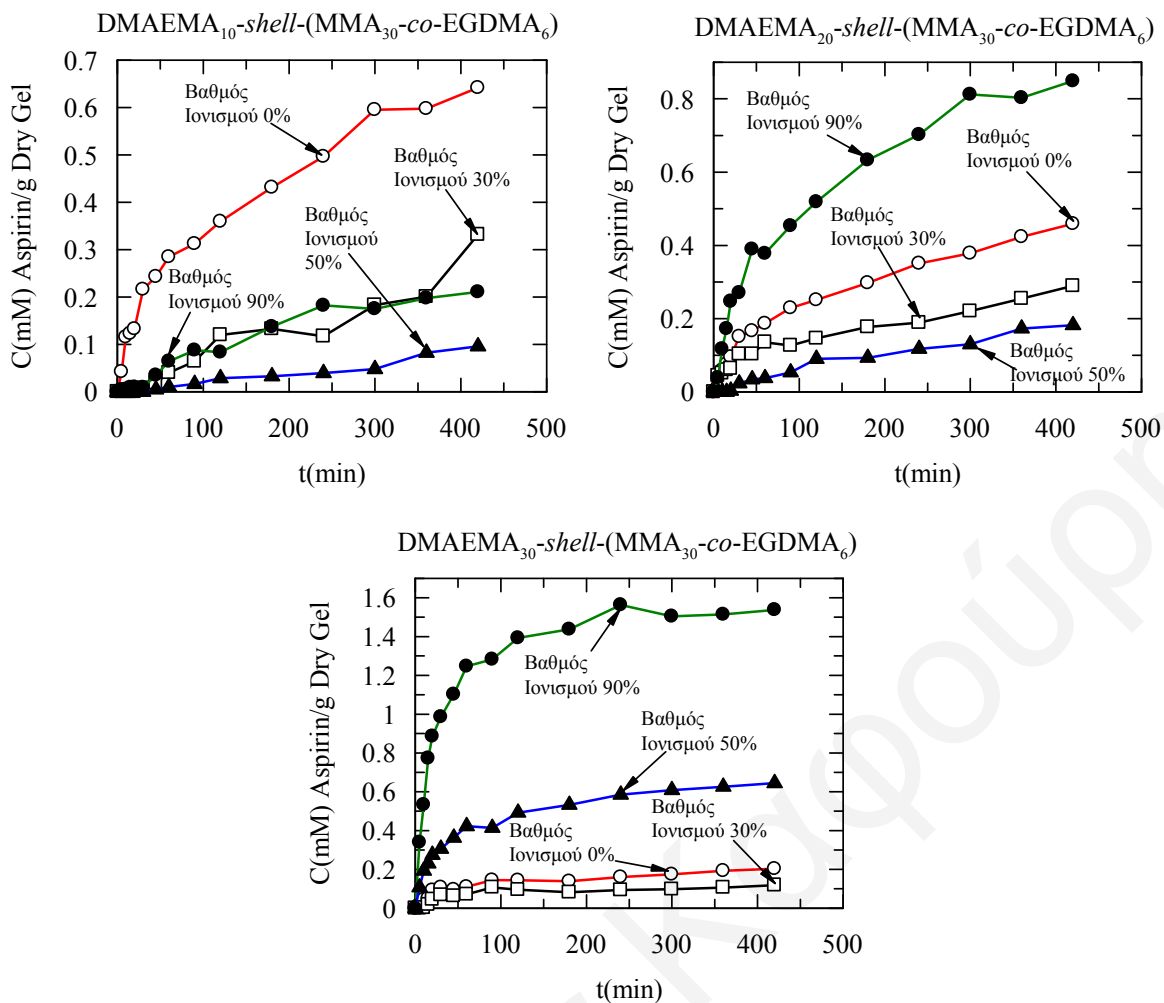 DMAEMA₁₀-shell-(MMA₃₀-co-EGDMA₆)
C(mM) Aspirin/g Dry Gel
0.7
0.6
0.5
0.4
0.3
0.2
0.1
0
0 100 200 300 400 500
t(min)
Βαθμός
Ιονισμού 0%
Βαθμός
Ιονισμού 30%
Βαθμός
Ιονισμού
50%
Βαθμός
Ιονισμού 90%
DMAEMA₂₀-shell-(MMA₃₀-co-EGDMA₆)
C(mM) Aspirin/g Dry Gel
0.8
0.6
0.4
0.2
0
0 100 200 300 400 500
t(min)
Βαθμός
Ιονισμού 90%
Βαθμός
Ιονισμού 0%
Βαθμός
Ιονισμού 30%
Βαθμός
Ιονισμού 50%
DMAEMA₃₀-shell-(MMA₃₀-co-EGDMA₆)
C(mM) Aspirin/g Dry Gel
1.6
1.4
1.2
1
0.8
0.6
0.4
0.2
0
0 100 200 300 400 500
t(min)
Βαθμός
Ιονισμού 90%
Βαθμός
Ιονισμού 50%
Βαθμός
Ιονισμού 0%
Βαθμός
Ιονισμού 30%